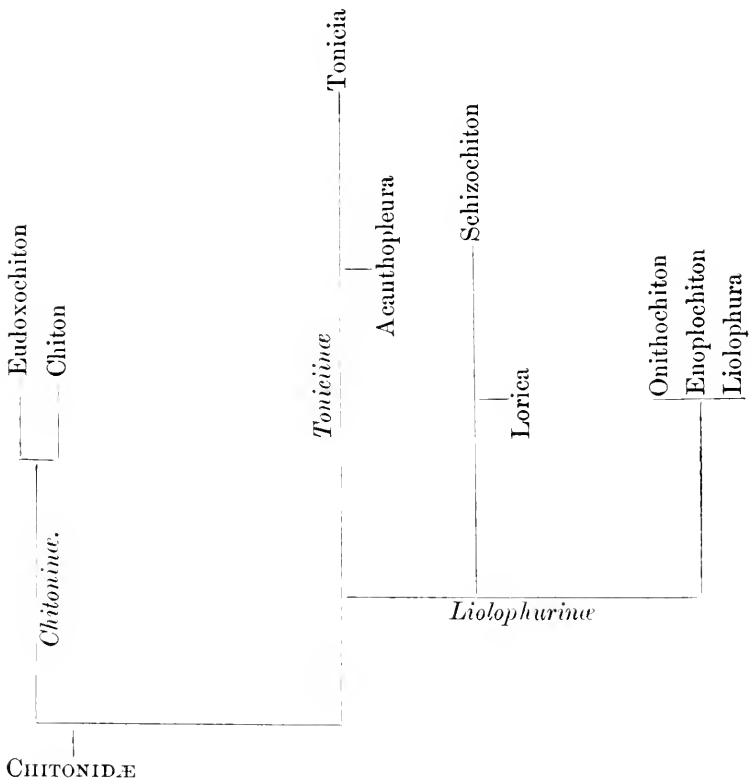 Eudoxochiton
Chiton
Chitoninæ.
Tonicia
Acanthopleura
Toniciinæ
Schizochiton
Lorica
Onithochiton
Enoplochiton
Liolophura
Liolophurinæ
CHITONIDÆ